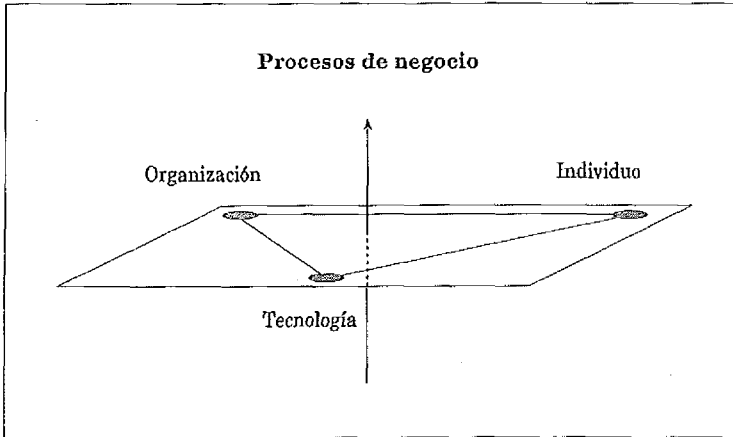 Procesos de negocio
Organización
Individuo
Tecnología